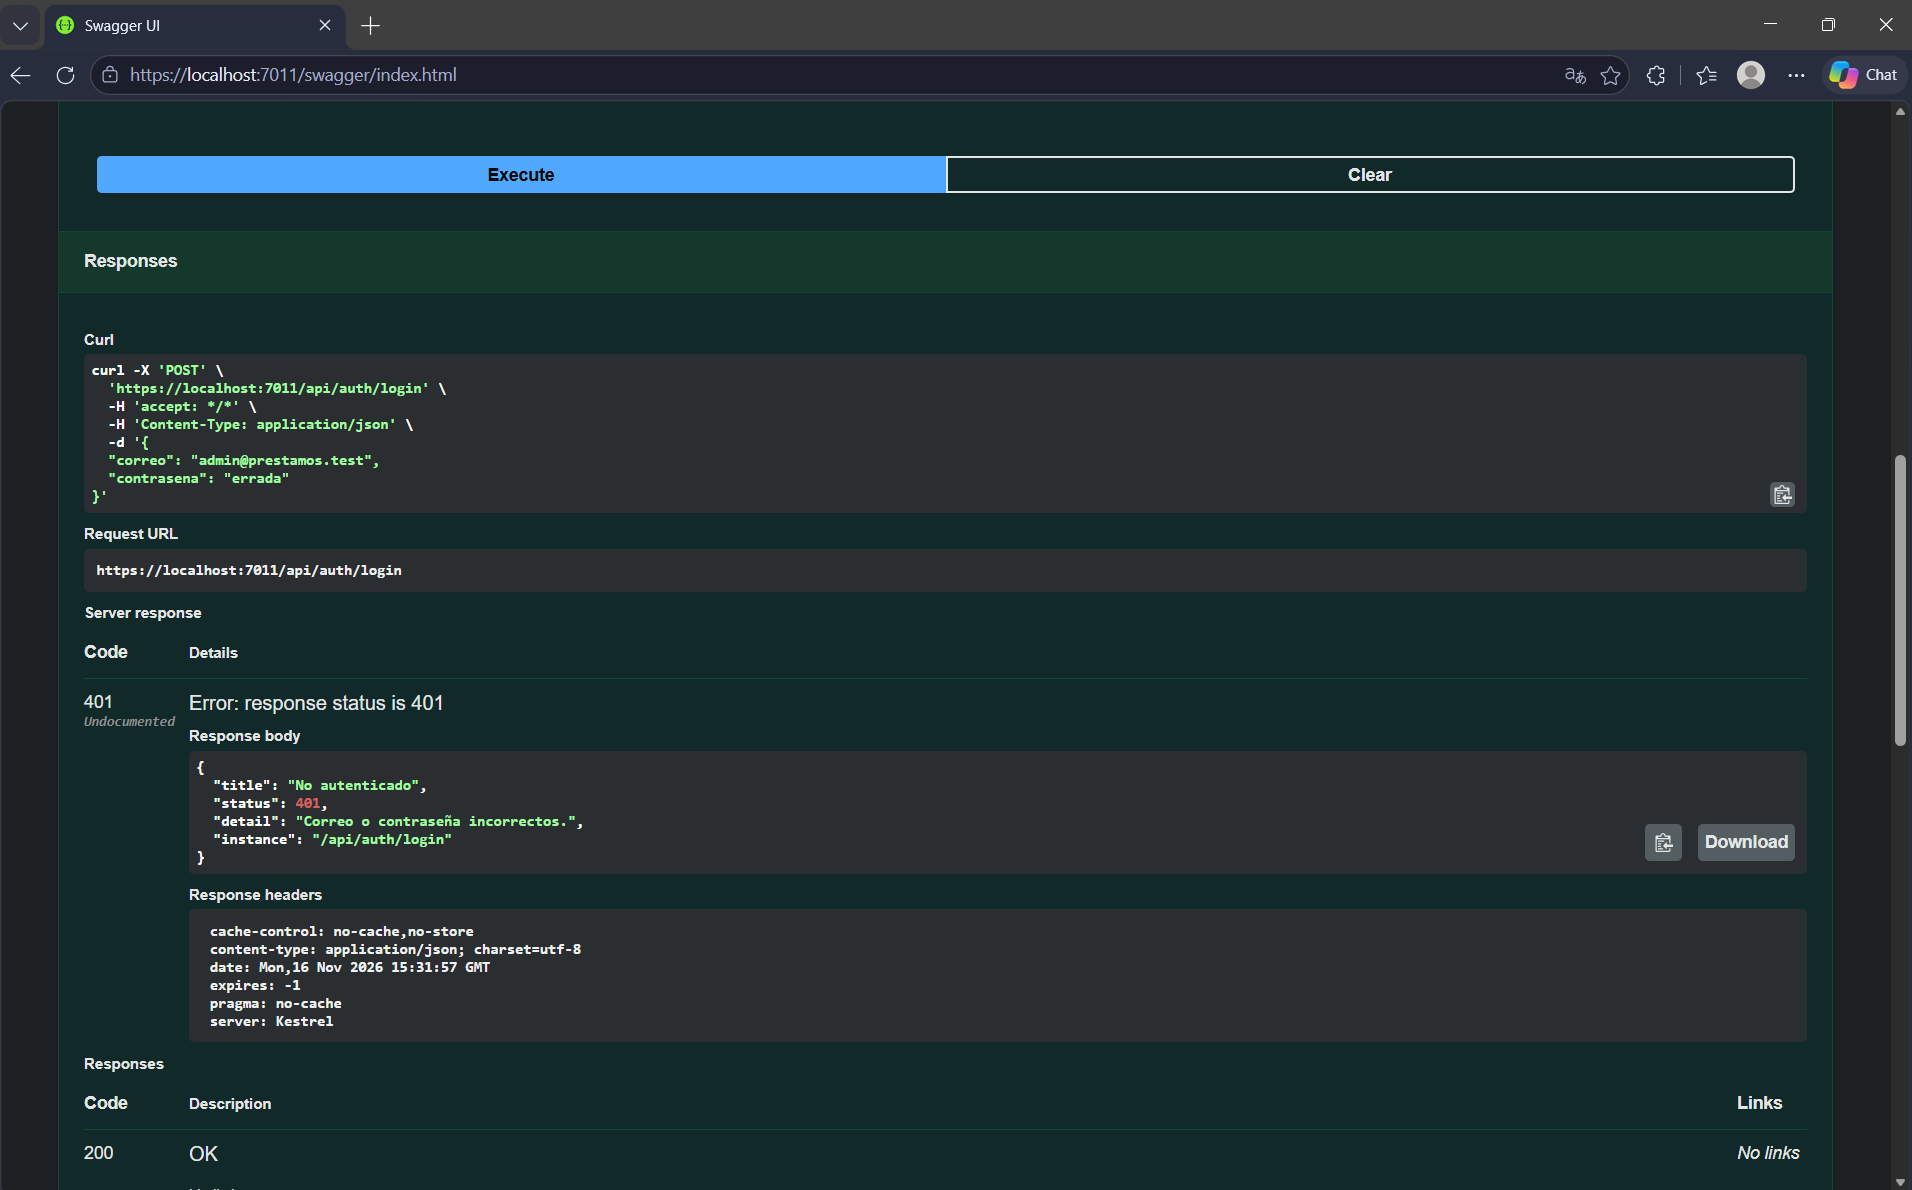 Swagger UI
https://localhost:7011/swagger/index.html
Chat
Execute
Clear
Responses
Curl
curl -X 'POST' \
'https://localhost:7011/api/auth/login' \
-H 'accept: */*' \
-H 'Content-Type: application/json' \
-d '{
"correo": "admin@prestamos.test",
"contrasena": "errada"
}'
Request URL
https://localhost:7011/api/auth/login
Server response
Code Details
401 Error: response status is 401
Undocumented
Response body
{
"title": "No autenticado",
"status": 401,
"detail": "Correo o contraseña incorrectos.",
"instance": "/api/auth/login"
}
Download
Response headers
cache-control: no-cache,no-store
content-type: application/json; charset=utf-8
date: Mon,16 Nov 2026 15:31:57 GMT
expires: -1
pragma: no-cache
server: Kestrel
Responses
Code Description Links
200 OK No links